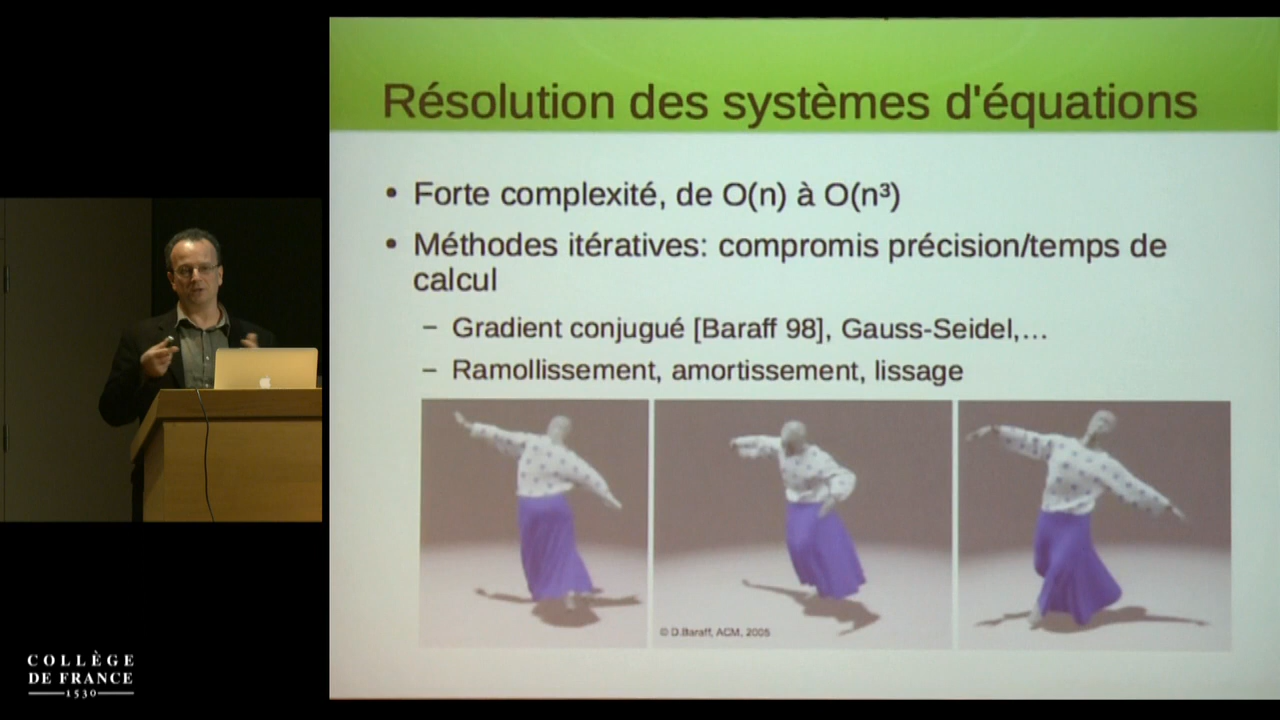 Résolution des systèmes d'équations
• Forte complexité, de O(n) à O(n³)
• Méthodes itératives: compromis précision/temps de
calcul
– Gradient conjugué [Baraff 98], Gauss-Seidel,…
– Ramollissement, amortissement, lissage
© D.Baraff, ACM, 2005
COLLÈGE
DE FRANCE
1530